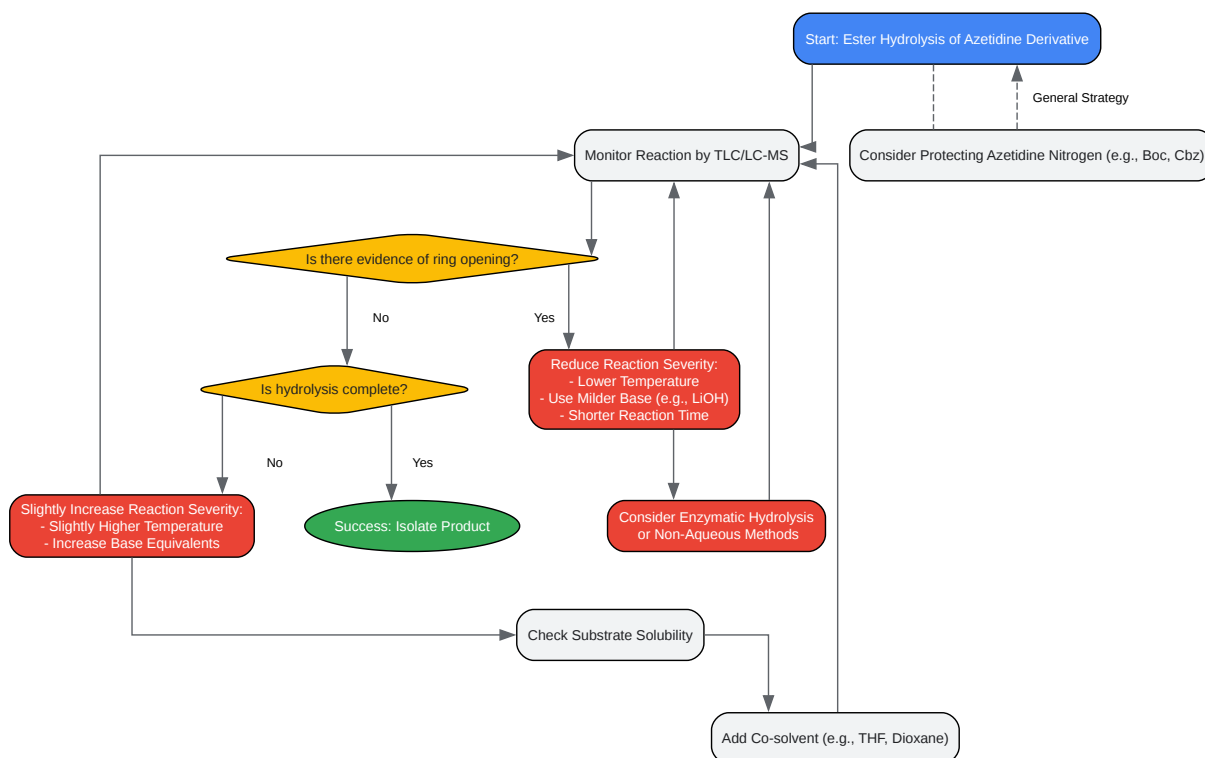 Start: Ester Hydrolysis of Azetidine Derivative
General Strategy
Monitor Reaction by TLC/LC-MS
Consider Protecting Azetidine Nitrogen (e.g., Boc, Cbz)
Is there evidence of ring opening?
No
Yes
Is hydrolysis complete?
Reduce Reaction Severity:
- Lower Temperature
- Use Milder Base (e.g., LiOH)
- Shorter Reaction Time
No
Yes
Slightly Increase Reaction Severity:
- Slightly Higher Temperature
- Increase Base Equivalents
Success: Isolate Product
Consider Enzymatic Hydrolysis
or Non-Aqueous Methods
Check Substrate Solubility
Add Co-solvent (e.g., THF, Dioxane)